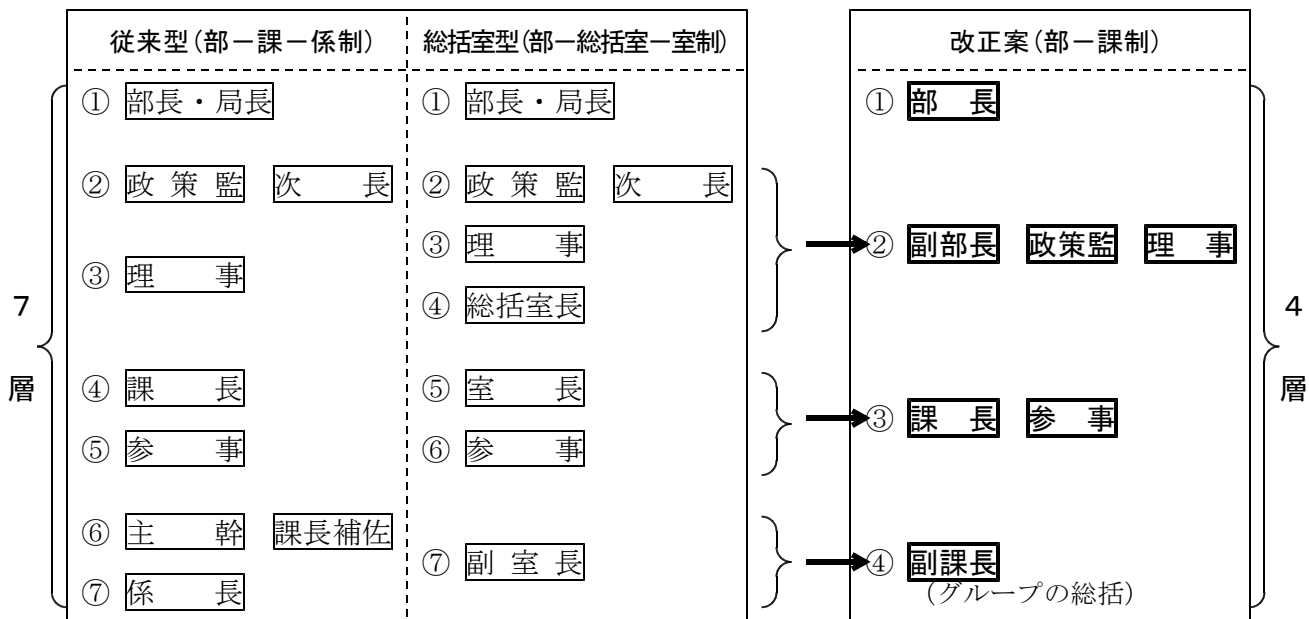 従来型(部－課－係制) 総括室型(部－総括室－室制) 改正案(部－課制)
① 部長・局長 ① 部長・局長 ① 部 長
② 政 策 監 次 長 ② 政 策 監 次 長
③ 理 事 ② 副部長 政策監 理 事
③ 理 事
7 ④ 総括室長 4
層 ④ 課 長 ⑤ 室 長 層
③ 課 長 参 事
⑤ 参 事 ⑥ 参 事
⑥ 主 幹 課長補佐
⑦ 副 室 長 ④ 副課長
⑦ 係 長 (グループの総括)